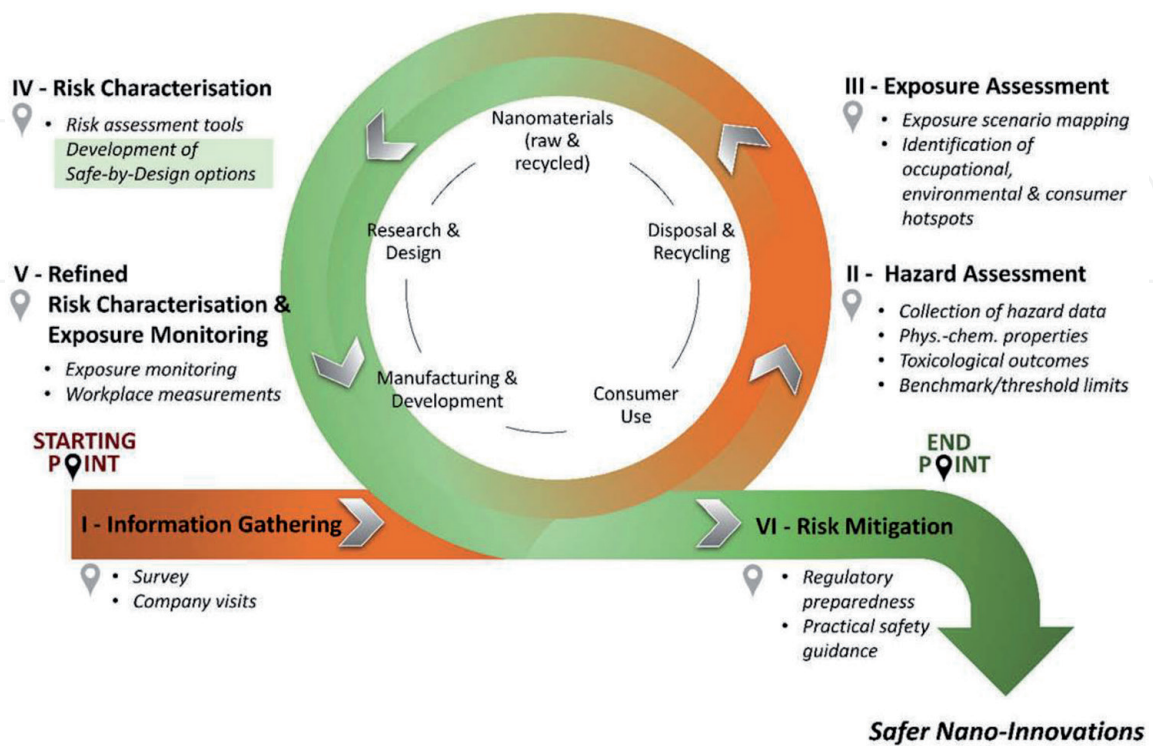 IV - Risk Characterisation
• Risk assessment tools
Development of
Safe-by-Design options
V - Refined
Risk Characterisation &
Exposure Monitoring
• Exposure monitoring
• Workplace measurements
STARTING
POINT
I - Information Gathering
• Survey
• Company visits
Nanomaterials
(raw &
recycled)
Research &
Design
Disposal &
Recycling
Manufacturing &
Development
Consumer
Use
III - Exposure Assessment
• Exposure scenario mapping
• Identification of
occupational,
environmental & consumer
hotspots
II - Hazard Assessment
• Collection of hazard data
• Phys.-chem. properties
• Toxicological outcomes
• Benchmark/threshold limits
END
POINT
VI - Risk Mitigation
• Regulatory
preparedness
• Practical safety
guidance
Safer Nano-Innovations